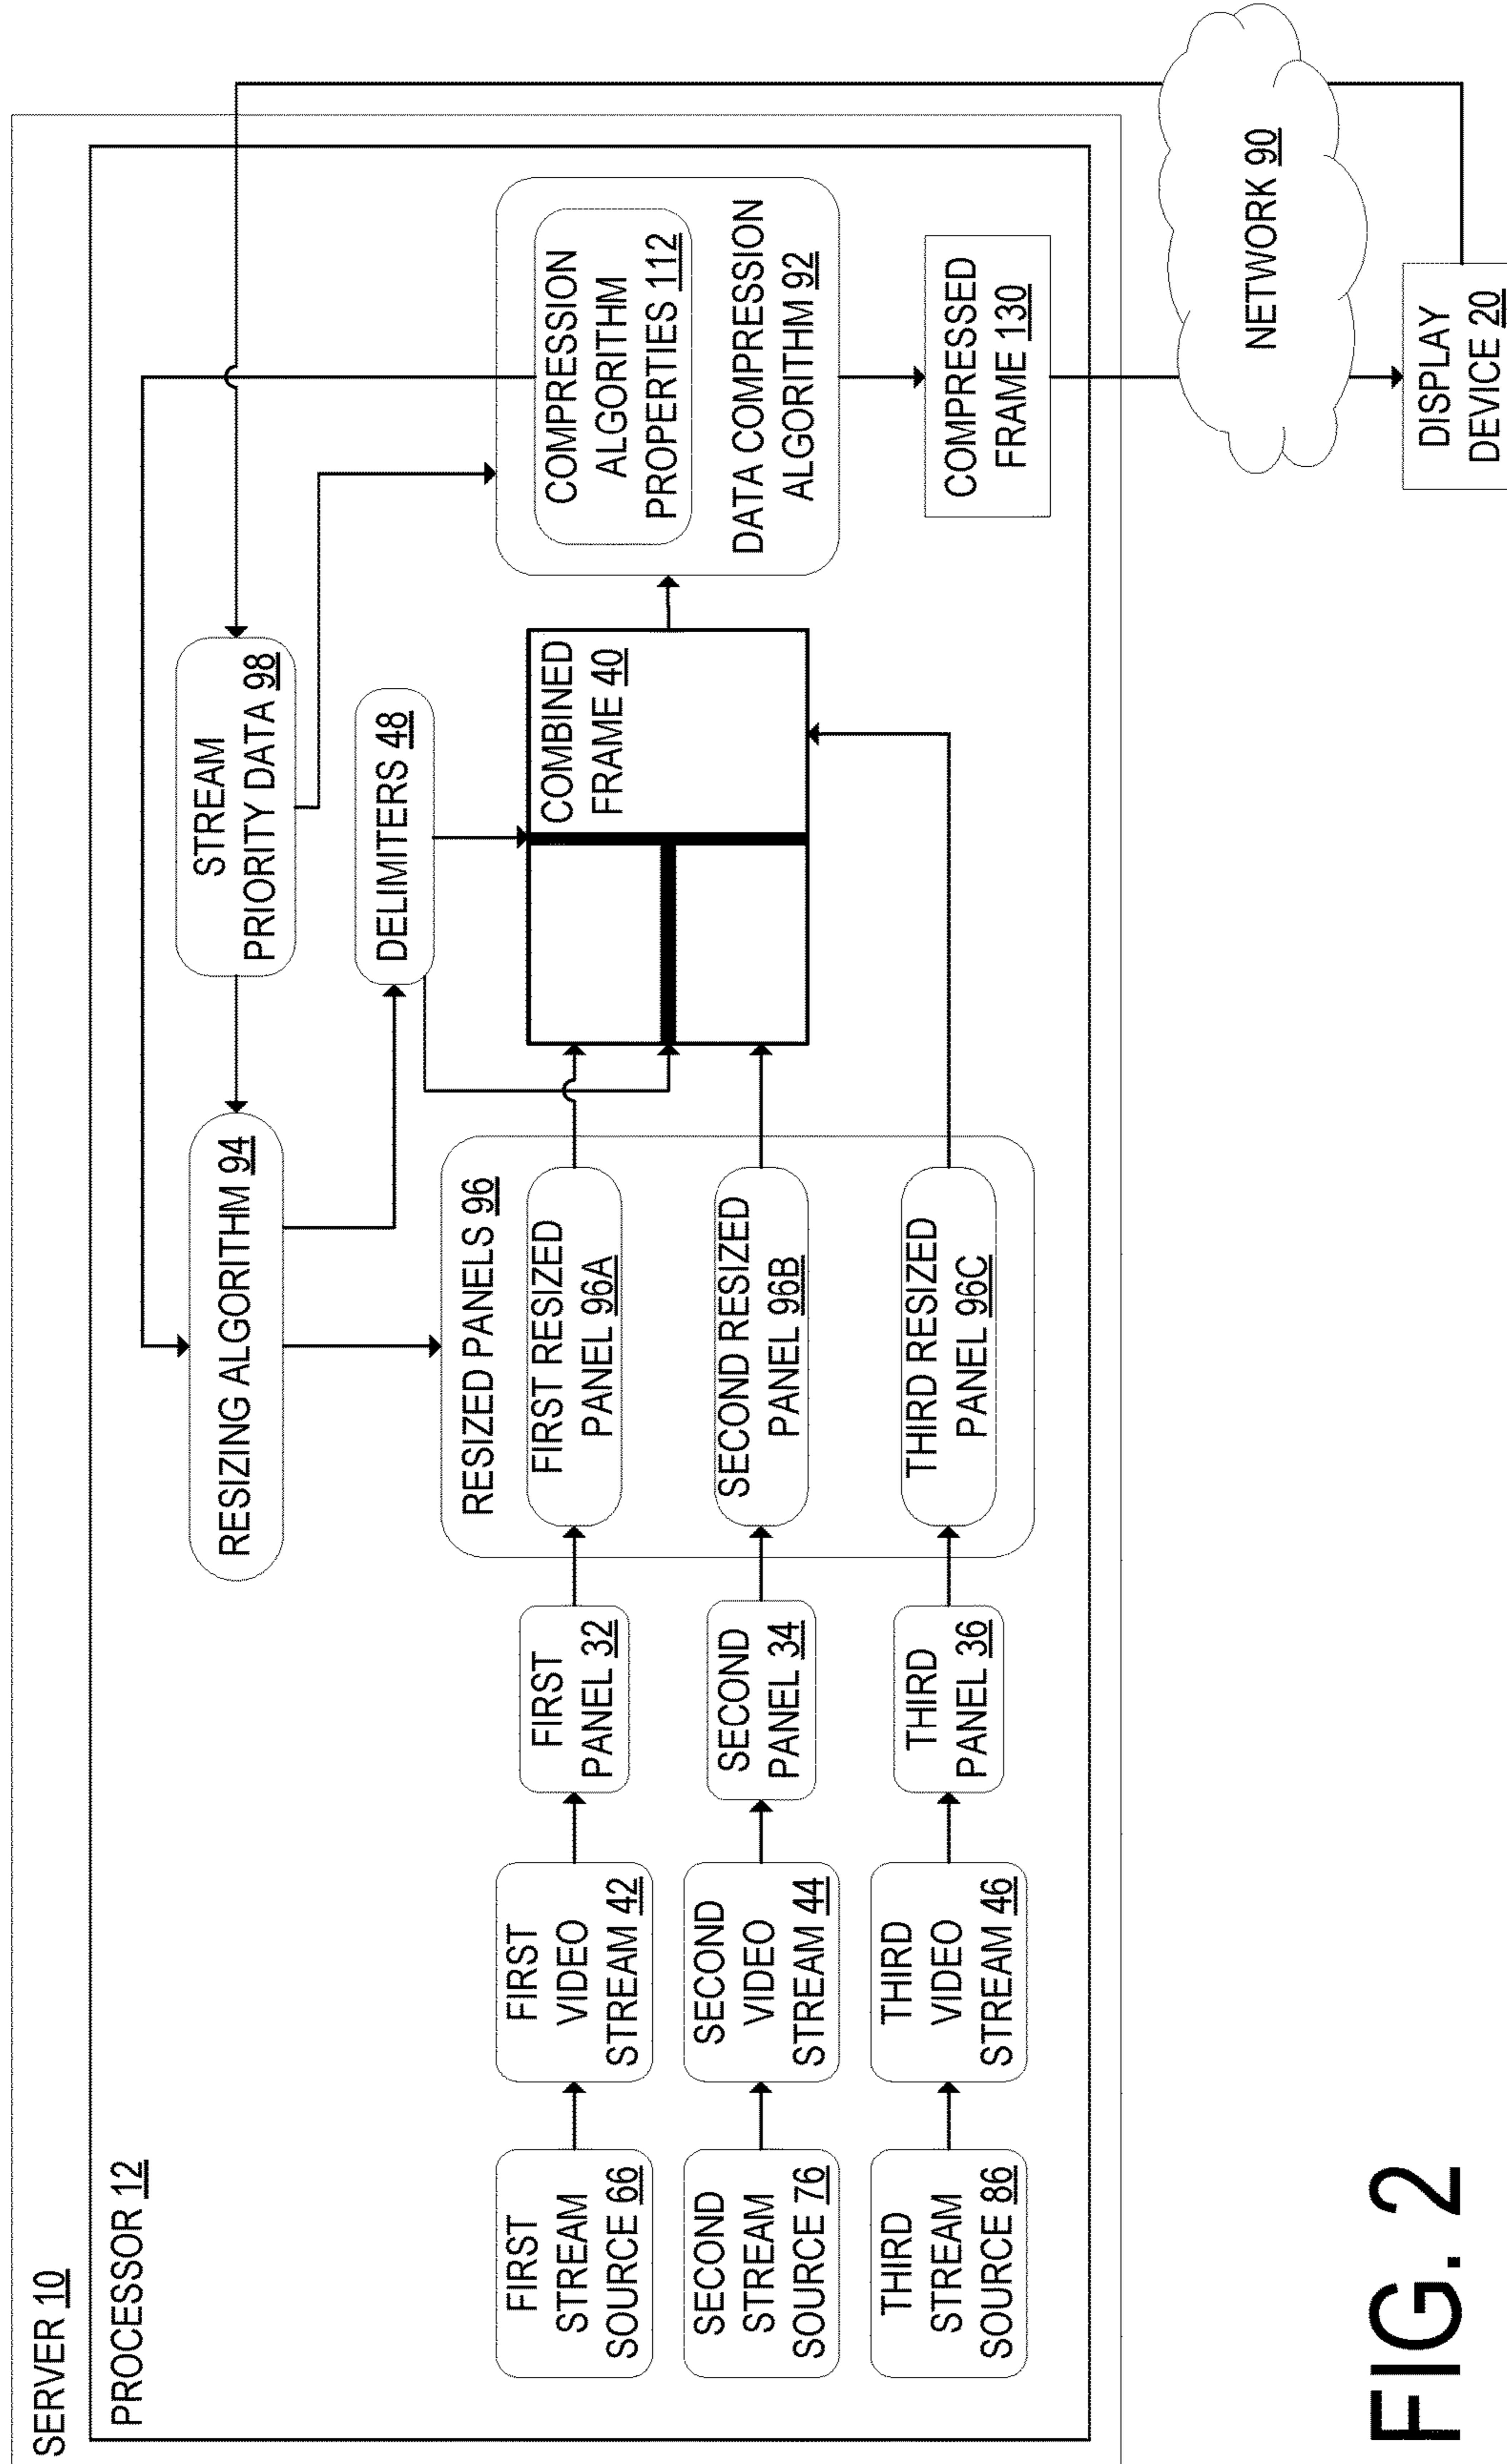 SERVER 10
PROCESSOR 12
RESIZING ALGORITHM 94
STREAM
PRIORITY DATA 98
DELIMITERS 48
FIRST
STREAM
SOURCE 66
FIRST
VIDEO
STREAM 42
FIRST
PANEL 32
RESIZED PANELS 96
FIRST RESIZED
PANEL 96A
COMBINED
FRAME 40
COMPRESSION
ALGORITHM
PROPERTIES 112
DATA COMPRESSION
ALGORITHM 92
SECOND
STREAM
SOURCE 76
SECOND
VIDEO
STREAM 44
SECOND
PANEL 34
SECOND RESIZED
PANEL 96B
THIRD
STREAM
SOURCE 86
THIRD
VIDEO
STREAM 46
THIRD
PANEL 36
THIRD RESIZED
PANEL 96C
COMPRESSED
FRAME 130
NETWORK 90
DISPLAY
DEVICE 20
FIG. 2